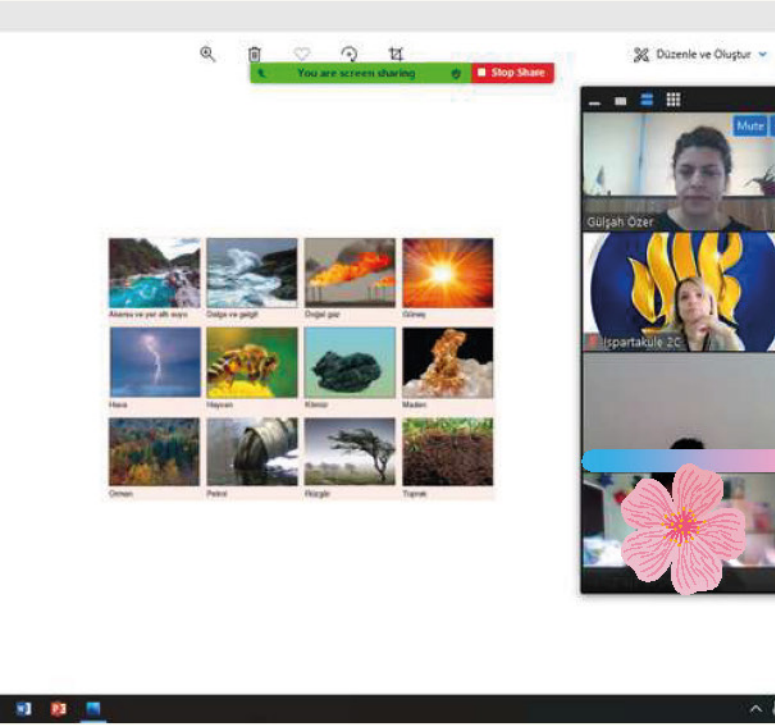 Düzenle ve Oluştur
You are screen sharing
Stop Share
Mute
Gülşah Özer
Ispartakule 2C
Akarsu ve yer altı suyu
Dalga ve gelgit
Doğal gaz
Güneş
Hava
Hayvan
Kömür
Maden
Orman
Petrol
Rüzgâr
Toprak